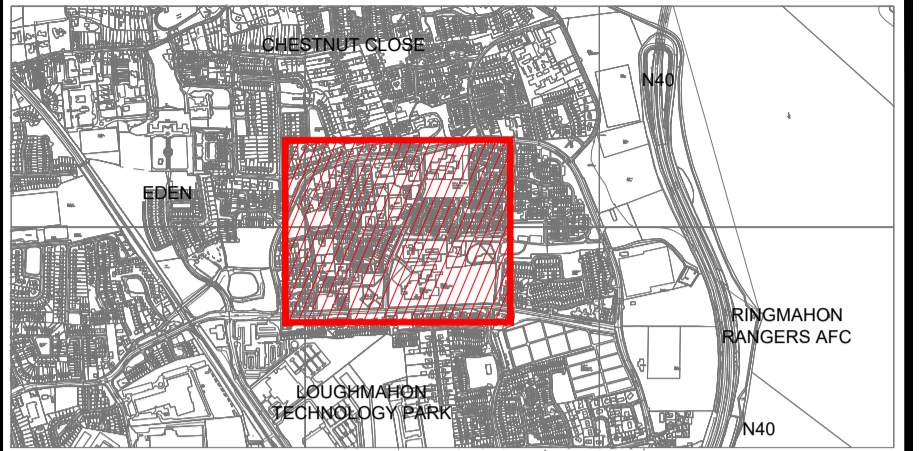 CHESTNUT CLOSE
N40
EDEN
RINGMAHON
RANGERS AFC
LOUGHMAHON
TECHNOLOGY PARK
N40